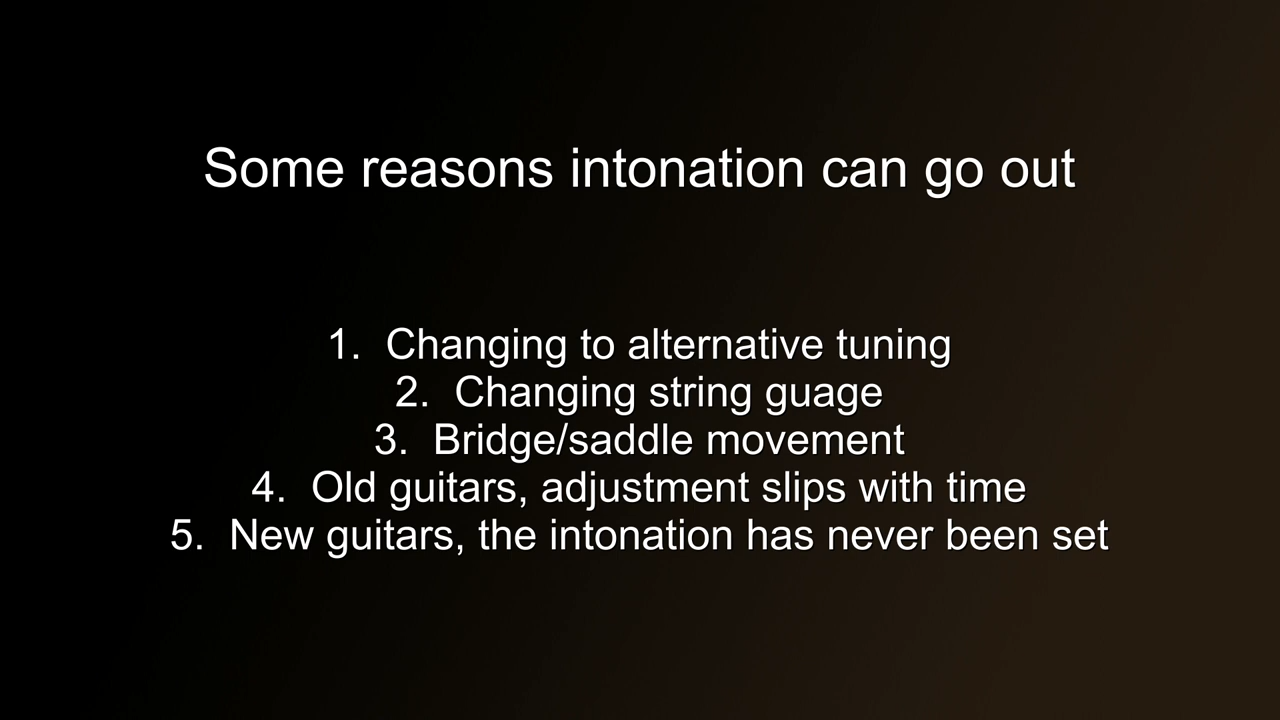 Some reasons intonation can go out
1. Changing to alternative tuning
2. Changing string guage
3. Bridge/saddle movement
4. Old guitars, adjustment slips with time
5. New guitars, the intonation has never been set